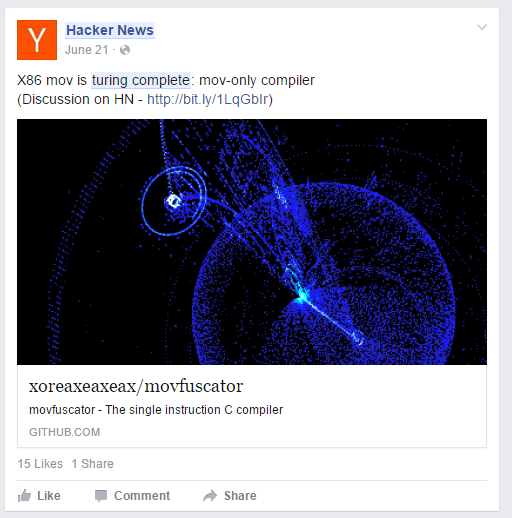 Y
Hacker News
June 21 ·
X86 mov is turing complete: mov-only compiler
(Discussion on HN - http://bit.ly/1LqGbIr)
xoreaxeaxeax/movfuscator
movfuscator - The single instruction C compiler
GITHUB.COM
15 Likes 1 Share
Like Comment Share